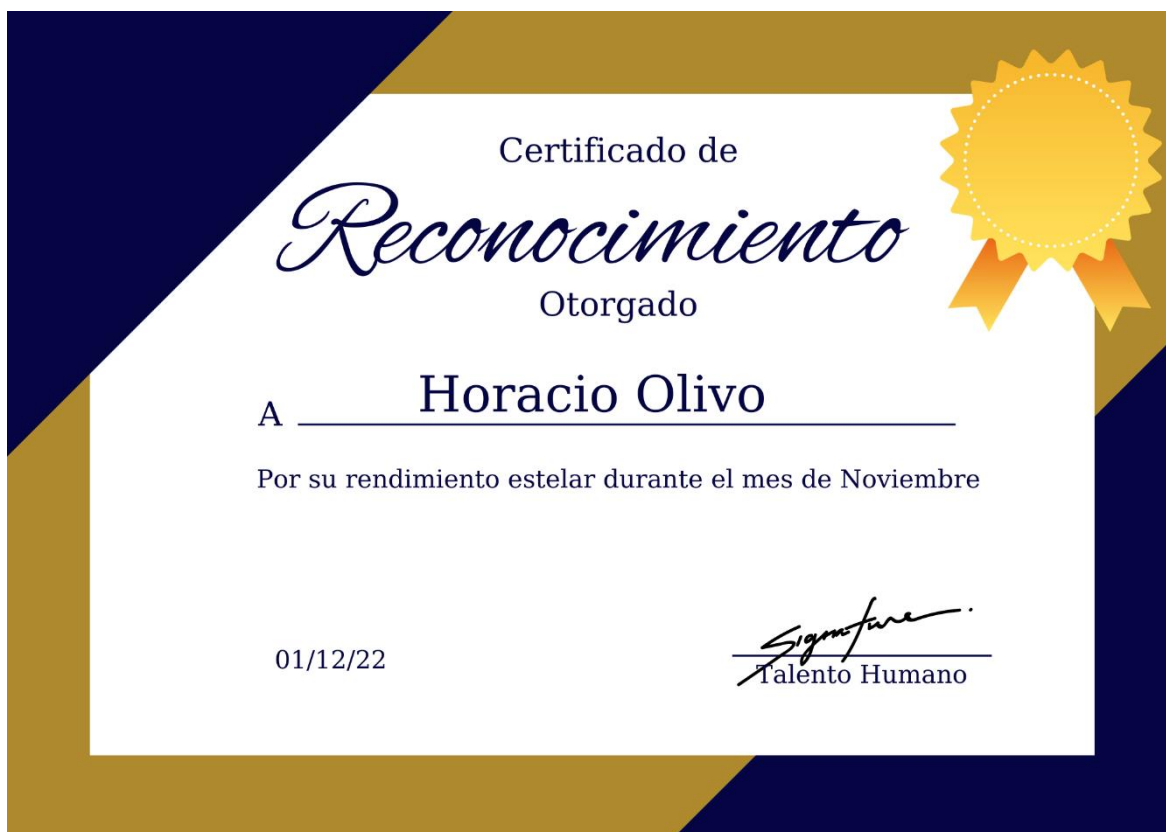 Certificado de
Reconocimiento
Otorgado
A Horacio Olivo
Por su rendimiento estelar durante el mes de Noviembre
Signature
01/12/22
Talento Humano